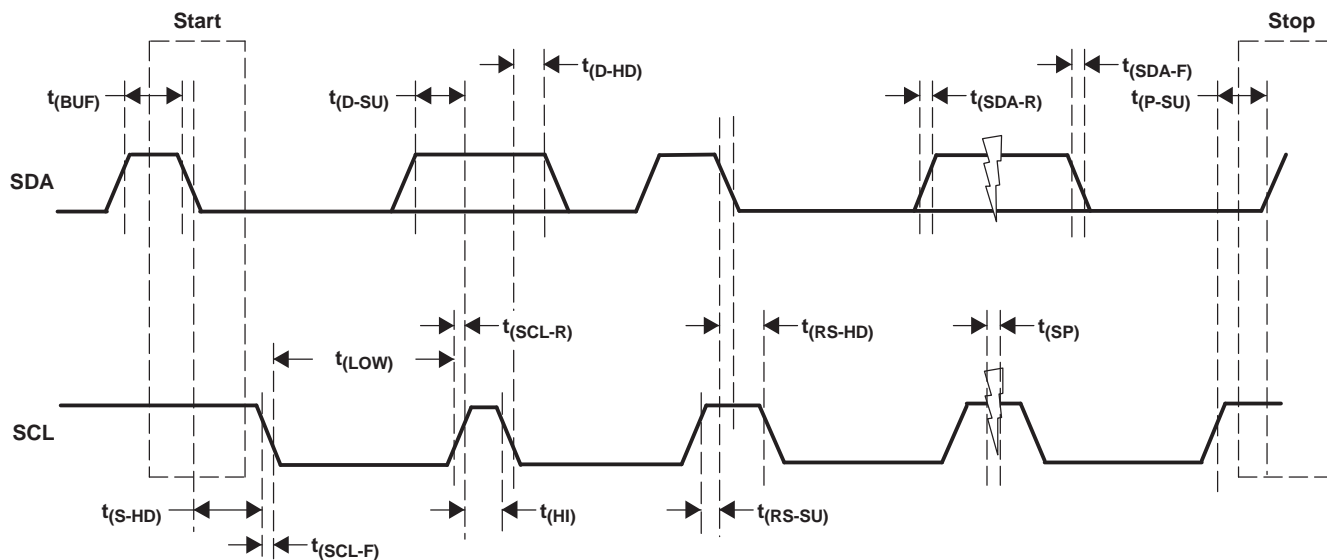 Start
Stop
t(D-HD)
t(SDA-F)
t(BUF)
t(D-SU)
t(SDA-R)
t(P-SU)
SDA
t(SCL-R)
t(RS-HD)
t(SP)
t(LOW)
SCL
t(S-HD)
t(HI)
t(RS-SU)
t(SCL-F)